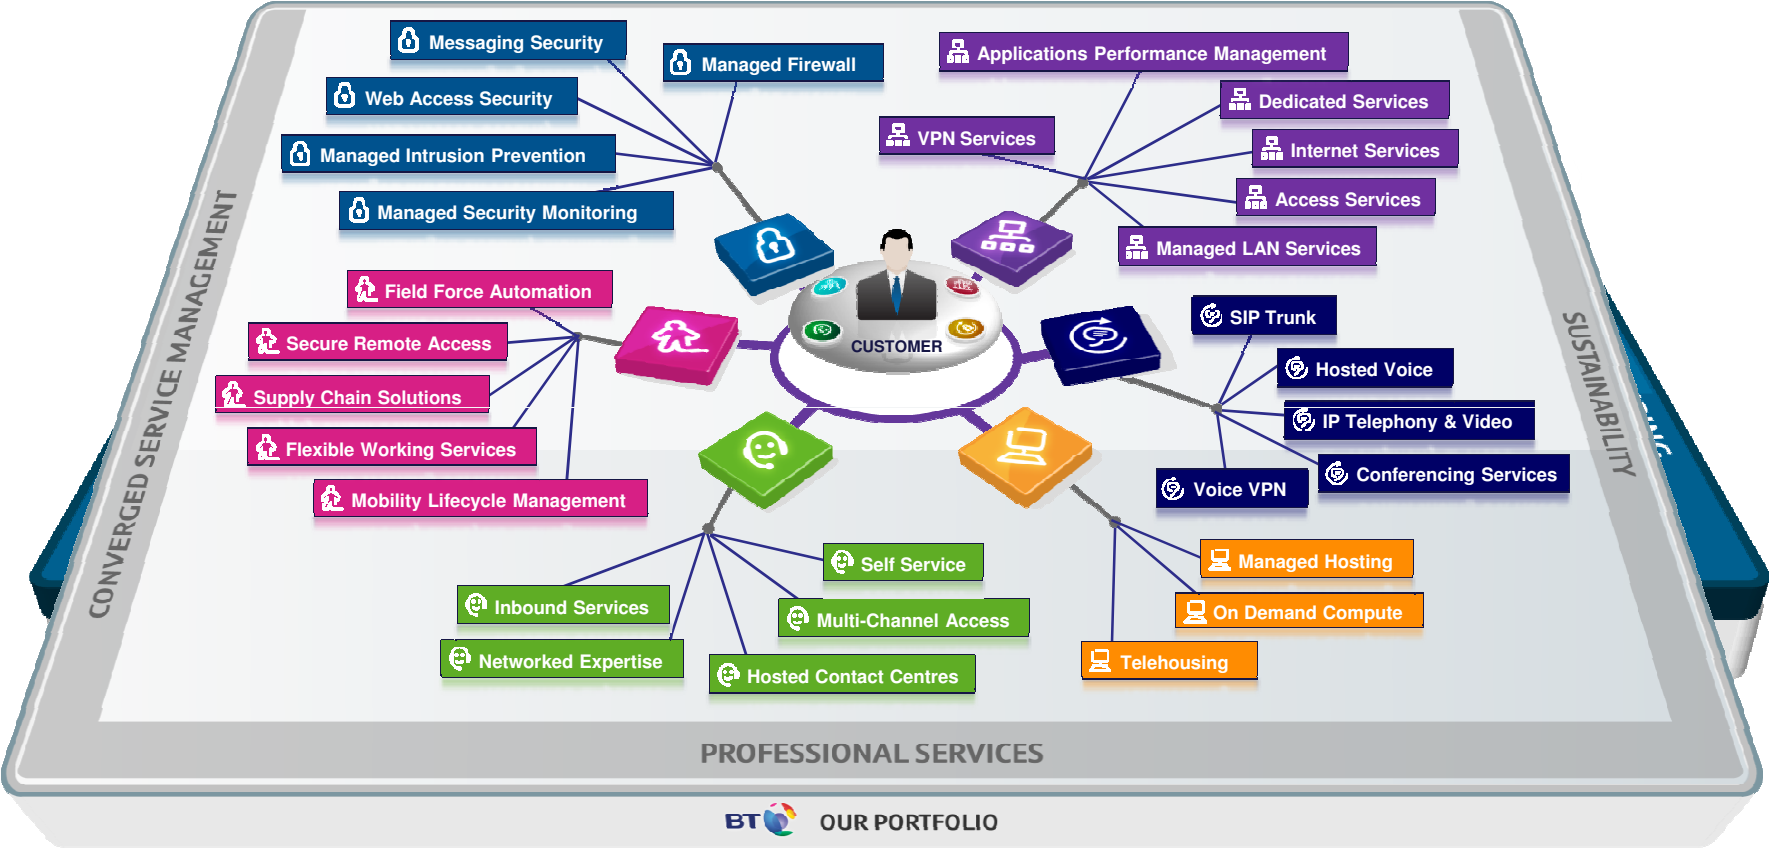 Messaging Security
Managed Firewall
Web Access Security
Managed Intrusion Prevention
Managed Security Monitoring
Applications Performance Management
Dedicated Services
VPN Services
Internet Services
Access Services
Managed LAN Services
Field Force Automation
Secure Remote Access
Supply Chain Solutions
Flexible Working Services
Mobility Lifecycle Management
CUSTOMER
SIP Trunk
Hosted Voice
IP Telephony & Video
Conferencing Services
Voice VPN
Self Service
Inbound Services
Multi-Channel Access
Networked Expertise
Hosted Contact Centres
Managed Hosting
On Demand Compute
Telehousing
CONVERGED SERVICE MANAGEMENT
SUSTAINABILITY
PROFESSIONAL SERVICES
BT OUR PORTFOLIO